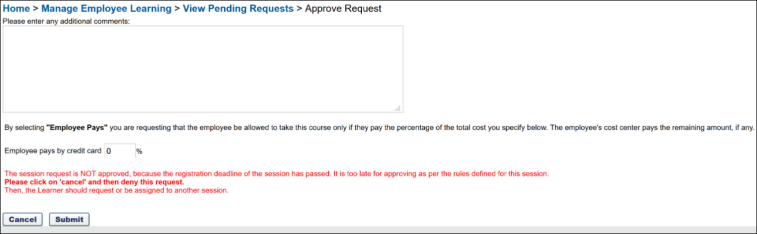 Home > Manage Employee Learning > View Pending Requests > Approve Request
Please enter any additional comments:
By selecting "Employee Pays" you are requesting that the employee be allowed to take this course only if they pay the percentage of the total cost you specify below. The employee's cost center pays the remaining amount, if any.
Employee pays by credit card 0 %
The session request is NOT approved, because the registration deadline of the session has passed. It is too late for approving as per the rules defined for this session.
Please click on 'cancel' and then deny this request.
Then, the Learner should request or be assigned to another session.
Cancel Submit